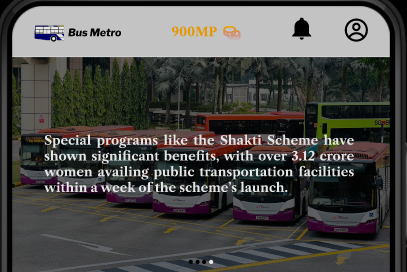 Bus Metro
900MP
Special programs like the Shakti Scheme have
shown significant benefits, with over 3.12 crore
women availing public transportation facilities
within a week of the scheme's launch.